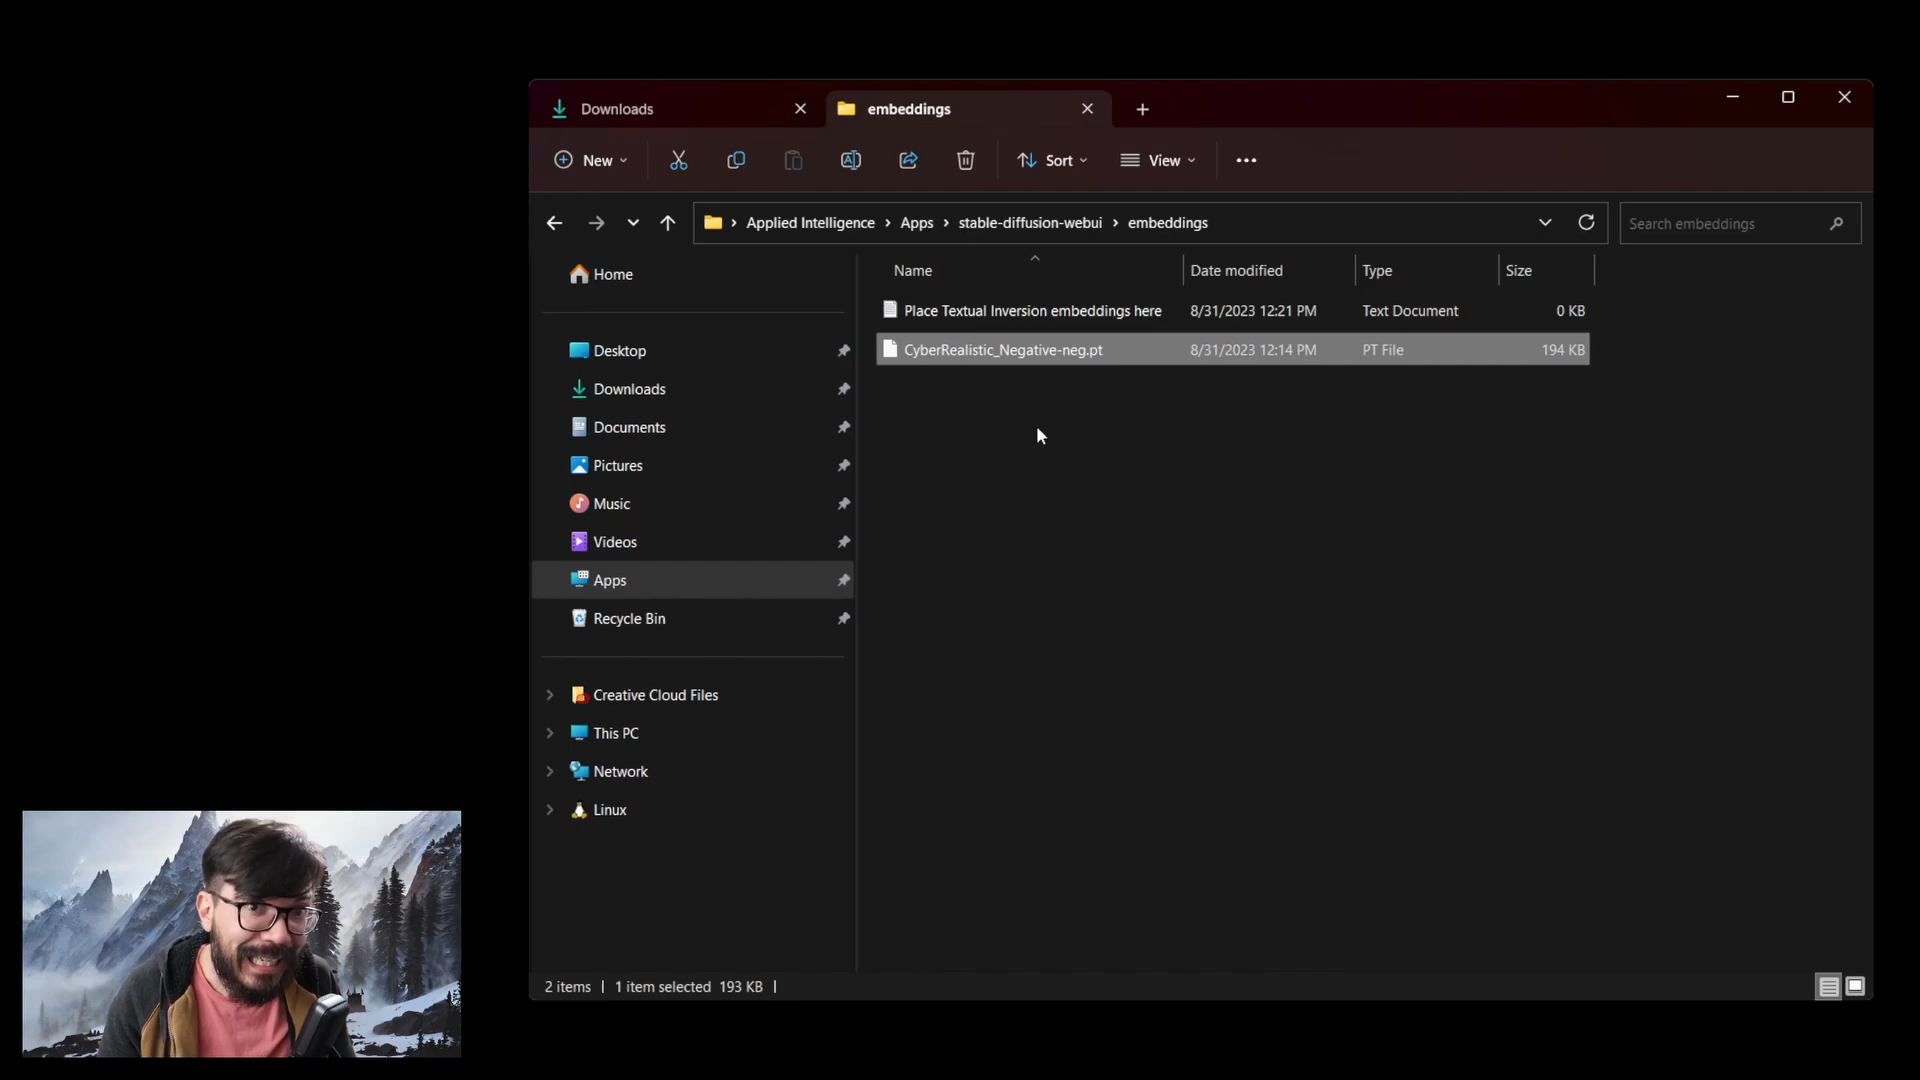 Downloads
embeddings
New
Sort
View
Applied Intelligence
Apps
stable-diffusion-webui
embeddings
Search embeddings
Home
Desktop
Downloads
Documents
Pictures
Music
Videos
Apps
Recycle Bin
Creative Cloud Files
This PC
Network
Linux
Name
Date modified
Type
Size
Place Textual Inversion embeddings here
8/31/2023 12:21 PM
Text Document
0 KB
CyberRealistic_Negative-neg.pt
8/31/2023 12:14 PM
PT File
194 KB
2 items
1 item selected 193 KB